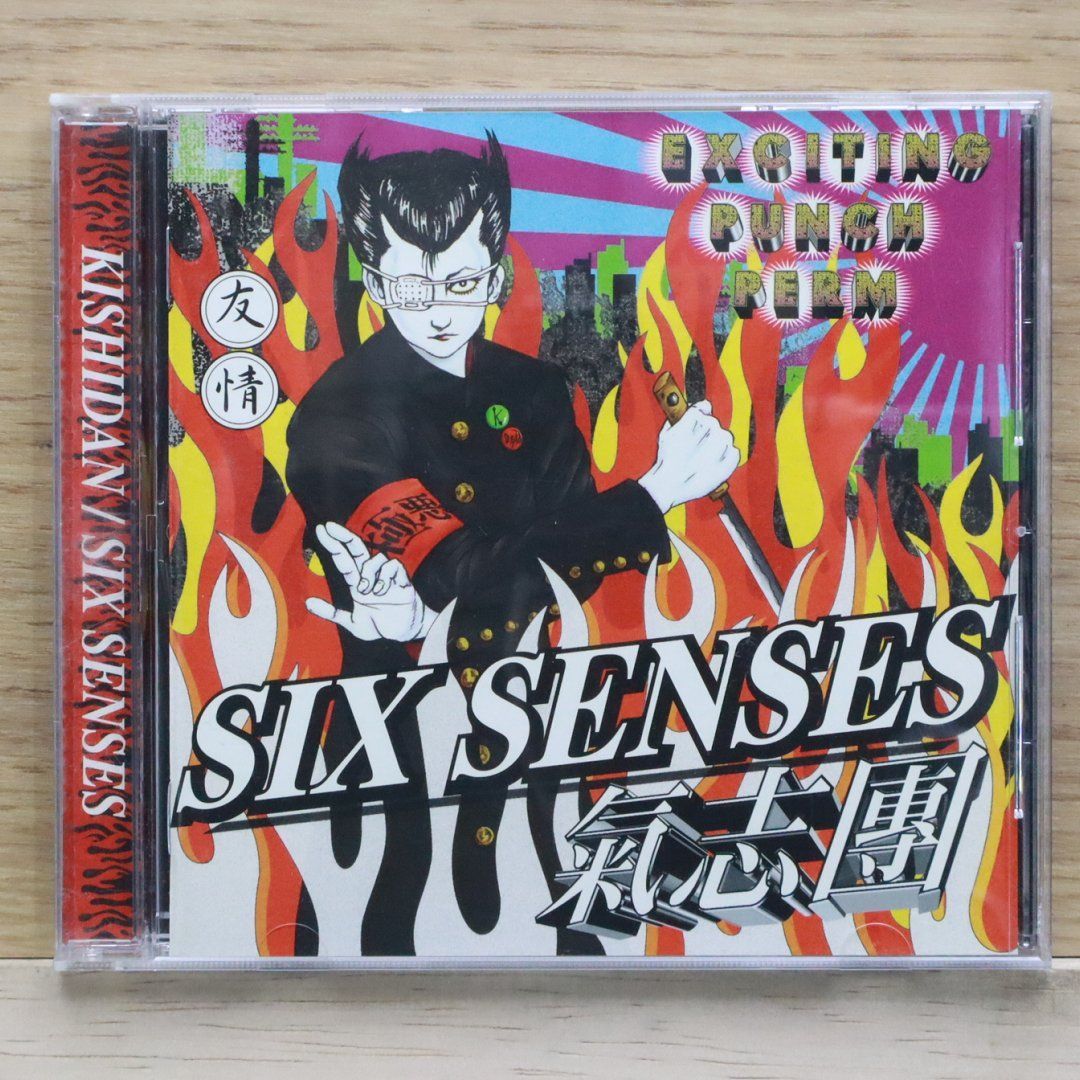 KISHIDAN / SIX SENSES
EXCITING
PUNCH
PERM
友
情
K
SIX SENSES
氣志團